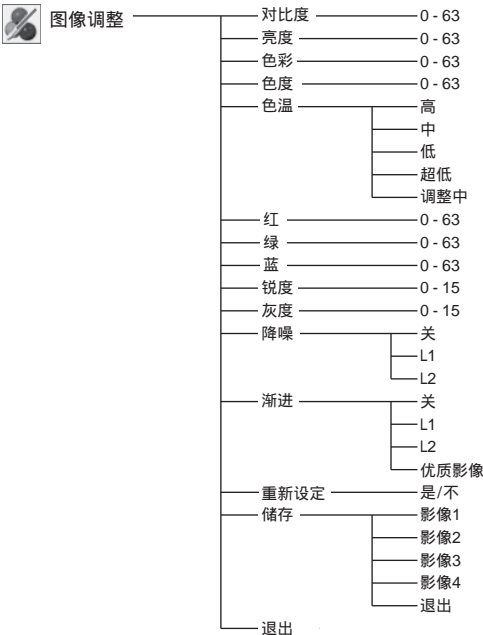 图像调整 对比度 0 - 63
亮度 0 - 63
色彩 0 - 63
色度 0 - 63
色温 高
中
低
超低
调整中
红 0 - 63
绿 0 - 63
蓝 0 - 63
锐度 0 - 15
灰度 0 - 15
降噪 关
L1
L2
渐进 关
L1
L2
优质影像
重新设定 是/不
储存 影像1
影像2
影像3
影像4
退出
退出